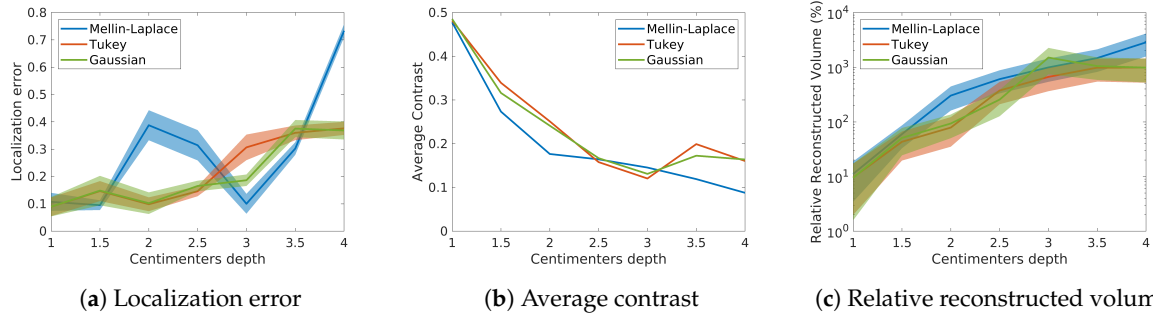 Localization error
0.8
0.7
0.6
0.5
0.4
0.3
0.2
0.1
0
Mellin-Laplace
Tukey
Gaussian
1 1.5 2 2.5 3 3.5 4
Centimenters depth
(a) Localization error
Average Contrast
0.5
0.4
0.3
0.2
0.1
0
Mellin-Laplace
Tukey
Gaussian
1 1.5 2 2.5 3 3.5 4
Centimenters depth
(b) Average contrast
Relative Reconstructed Volume (%)
10^4
10^3
10^2
10^1
10^0
Mellin-Laplace
Tukey
Gaussian
1 1.5 2 2.5 3 3.5 4
Centimenters depth
(c) Relative reconstructed volum